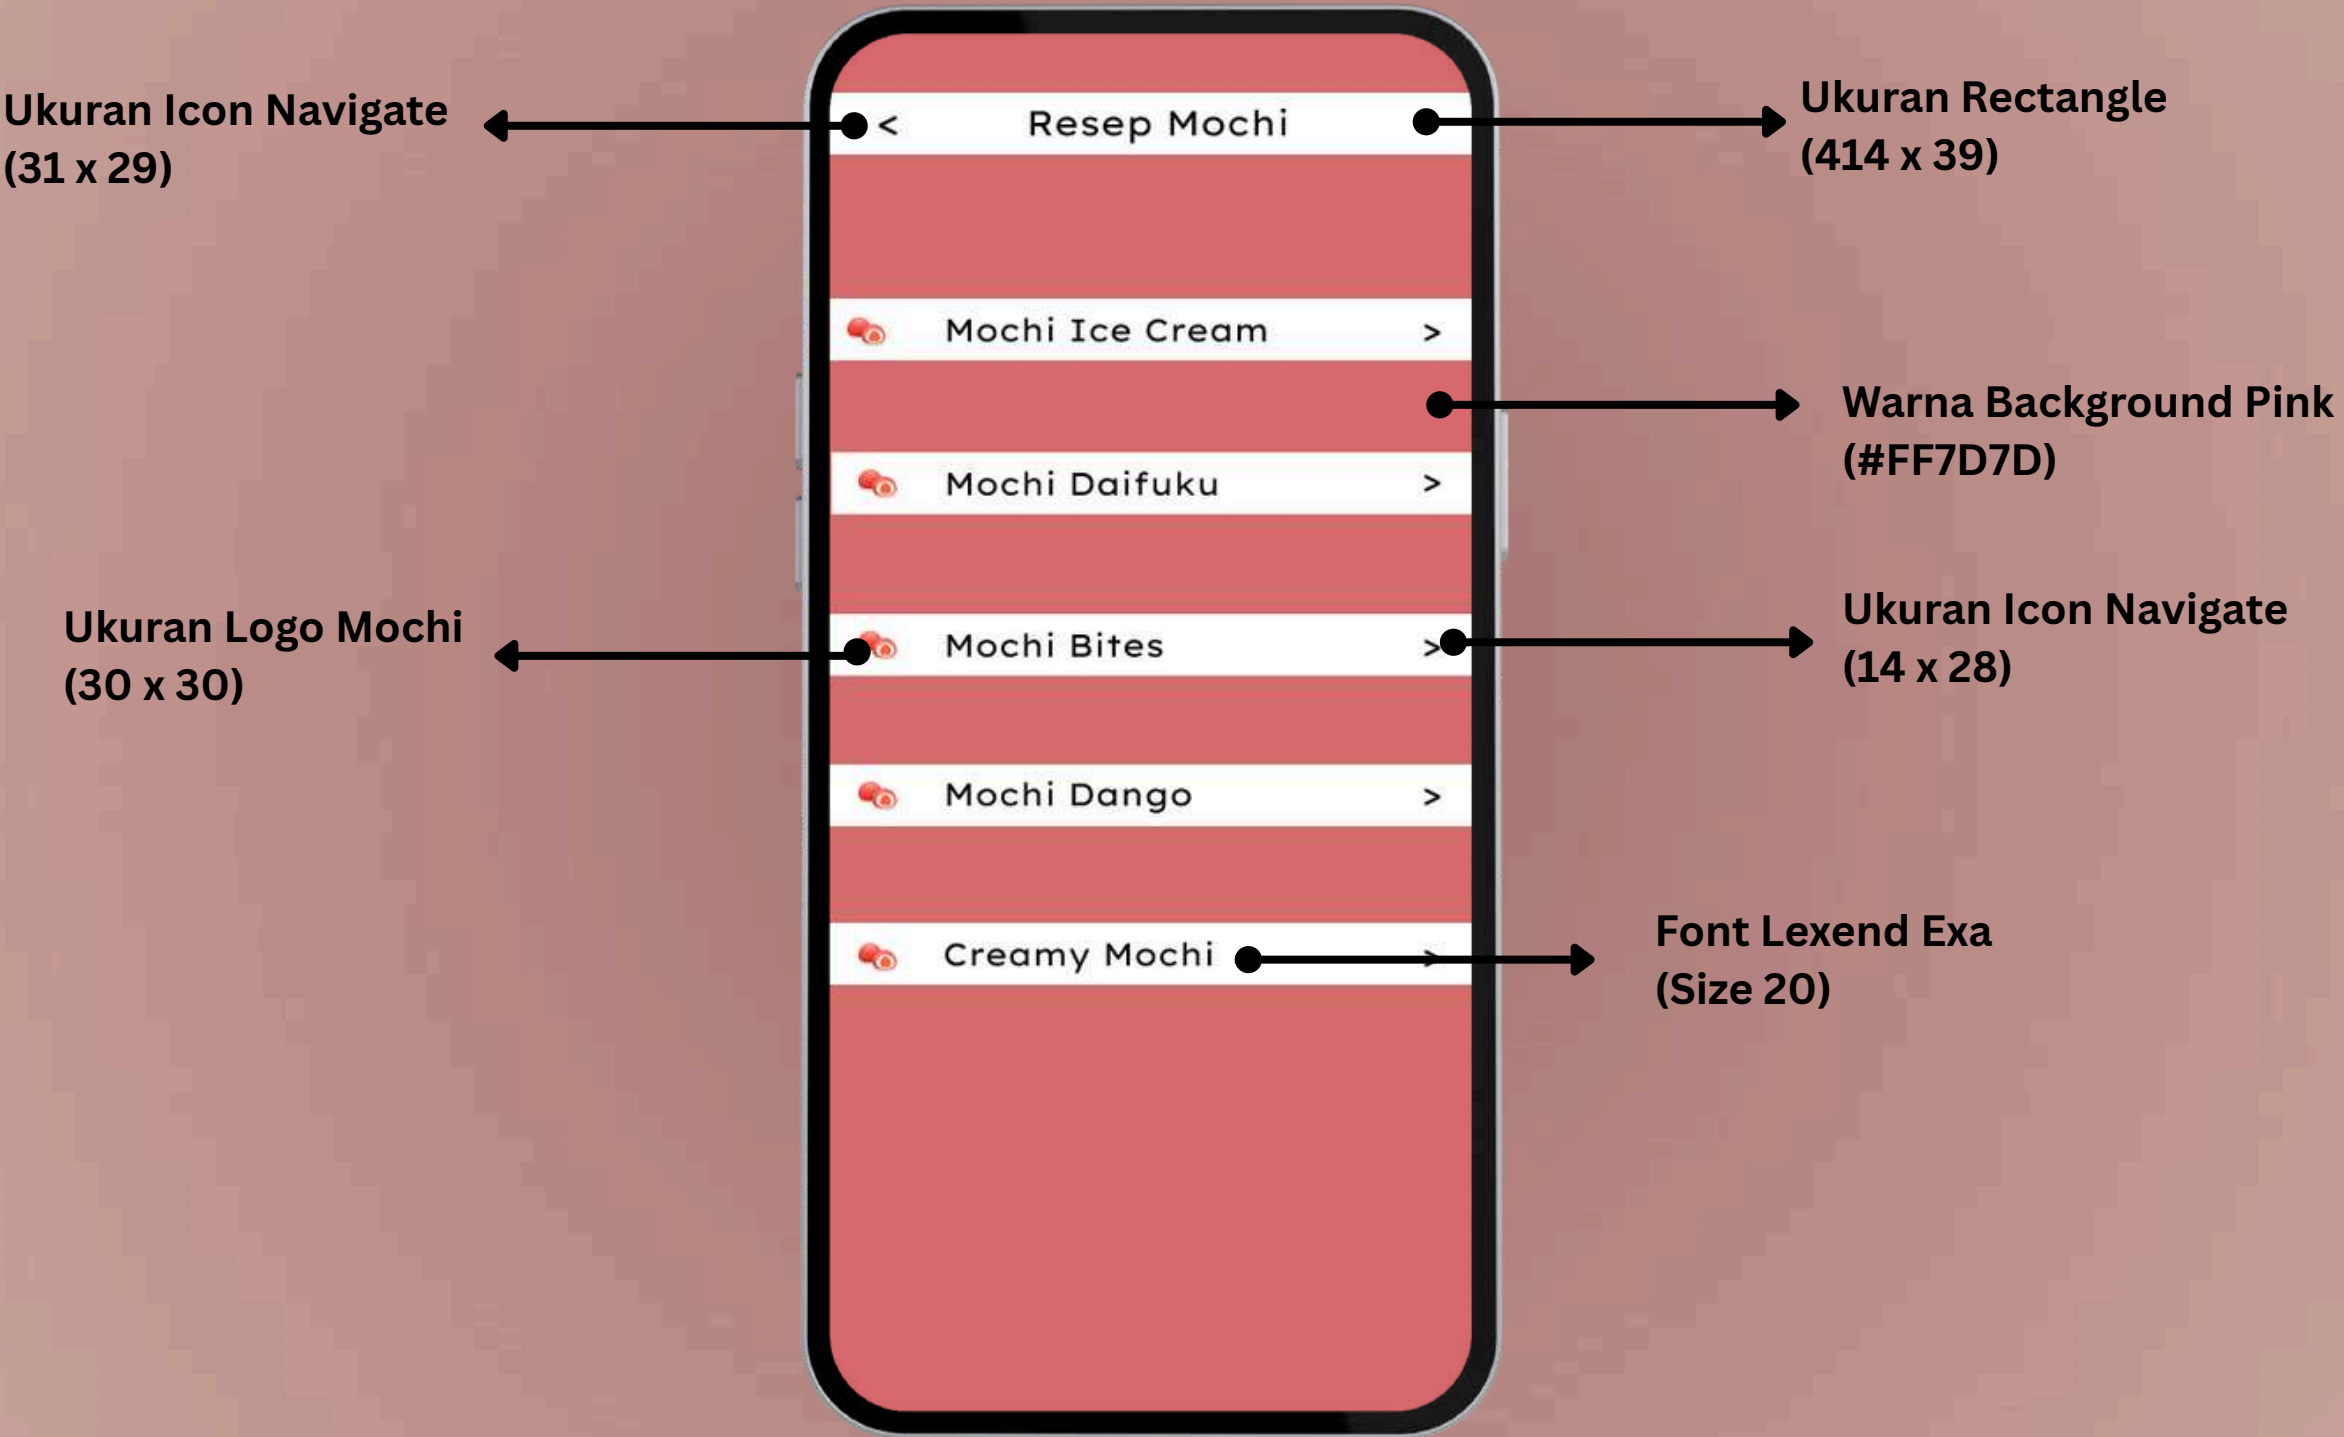 Ukuran Icon Navigate
(31 x 29)
< Resep Mochi
Ukuran Rectangle
(414 x 39)
Mochi Ice Cream >
Warna Background Pink
(#FF7D7D)
Mochi Daifuku >
Ukuran Logo Mochi
(30 x 30)
Mochi Bites >
Ukuran Icon Navigate
(14 x 28)
Mochi Dango >
Creamy Mochi >
Font Lexend Exa
(Size 20)